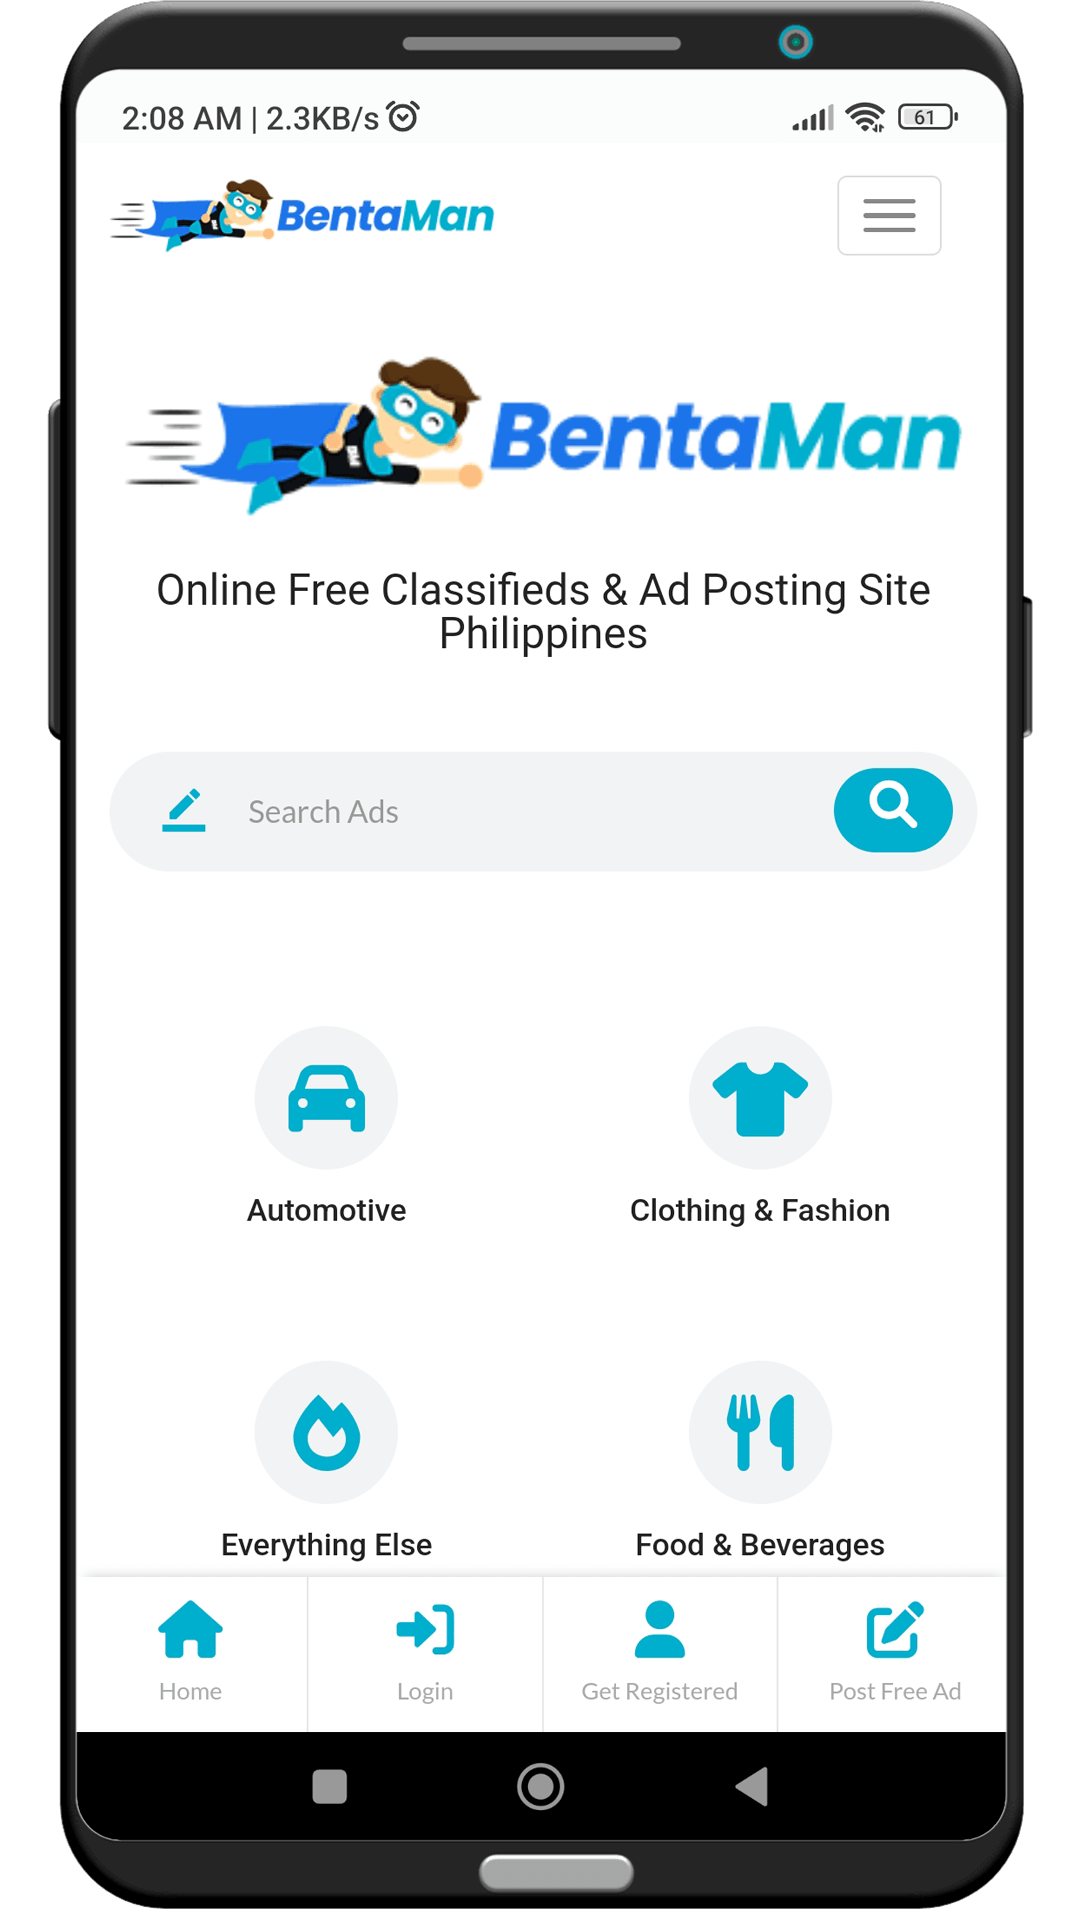 2:08 AM | 2.3KB/s
61
BentaMan
BentaMan
Online Free Classifieds & Ad Posting Site
Philippines
Search Ads
Automotive
Clothing & Fashion
Everything Else
Food & Beverages
Home
Login
Get Registered
Post Free Ad